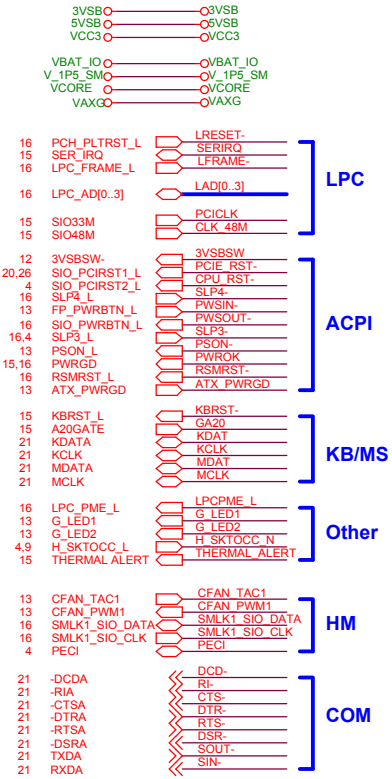 3VSB 3VSB
5VSB 5VSB
VCC3 VCC3
VBAT_IO VBAT_IO
V_1P5_SM V_1P5_SM
VCORE VCORE
VAXG VAXG
16 PCH_PLTRST_L LRESET-
15 SER_IRQ SERIRQ
16 LPC_FRAME_L LFRAME-
LPC
16 LPC_AD[0..3] LAD[0..3]
15 SIO33M PCICLK
15 SIO48M CLK_48M
12 3VSBSW- 3VSBSW
20,26 SIO_PCIRST1_L PCIE_RST-
4 SIO_PCIRST2_L CPU_RST-
16 SLP4_L SLP4-
13 FP_PWRBTN_L PWSIN-
16 SIO_PWRBTN_L PWSOUT-
ACPI
16,4 SLP3_L SLP3-
13 PSON_L PSON-
15,16 PWRGD PWROK
16 RSMRST_L RSMRST-
13 ATX_PWRGD ATX_PWRGD
15 KBRST_L KBRST-
15 A20GATE GA20
21 KDATA KDAT
21 KCLK KCLK
KB/MS
21 MDATA MDAT
21 MCLK MCLK
16 LPC_PME_L LPCPME_L
13 G_LED1 G_LED1
13 G_LED2 G_LED2
Other
4,9 H_SKTOCC_L H_SKTOCC_N
15 THERMAL ALERT THERMAL_ALERT
13 CFAN_TAC1 CFAN_TAC1
13 CFAN_PWM1 CFAN_PWM1
16 SMLK1_SIO_DATA SMLK1_SIO_DATA
HM
16 SMLK1_SIO_CLK SMLK1_SIO_CLK
4 PECI PECI
21 -DCDA DCD-
21 -RIA RI-
21 -CTSA CTS-
21 -DTRA DTR-
COM
21 -RTSA RTS-
21 -DSRA DSR-
21 TXDA SOUT-
21 RXDA SIN-